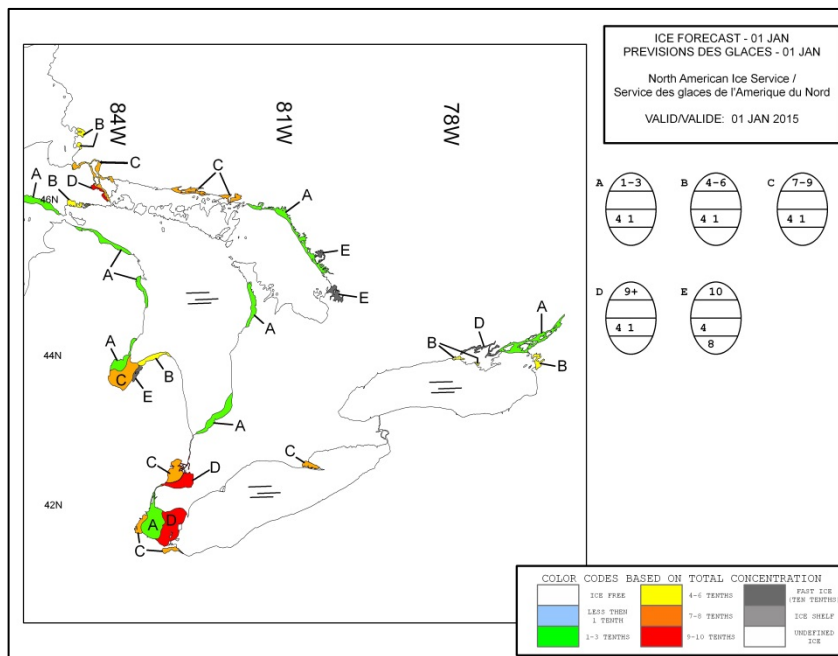 ICE FORECAST - 01 JAN
PREVISIONS DES GLACES - 01 JAN
North American Ice Service /
Service des glaces de l'Amerique du Nord
VALID/VALIDE: 01 JAN 2015
84W
81W
78W
B
C
C
A
D
A
B
46N
A
E
E
A
A
A
D
B
B
44N
A
C
B
E
A
C
D
C
42N
A
D
C
A 1-3
4 1
B 4-6
4 1
C 7-9
4 1
D 9+
4 1
E 10
4
8
COLOR CODES BASED ON TOTAL CONCENTRATION
ICE FREE
4-6 TENTHS
FAST ICE
(TEN TENTHS)
LESS THEN
1 TENTH
7-8 TENTHS
ICE SHELF
1-3 TENTHS
9-10 TENTHS
UNDEFINED
ICE